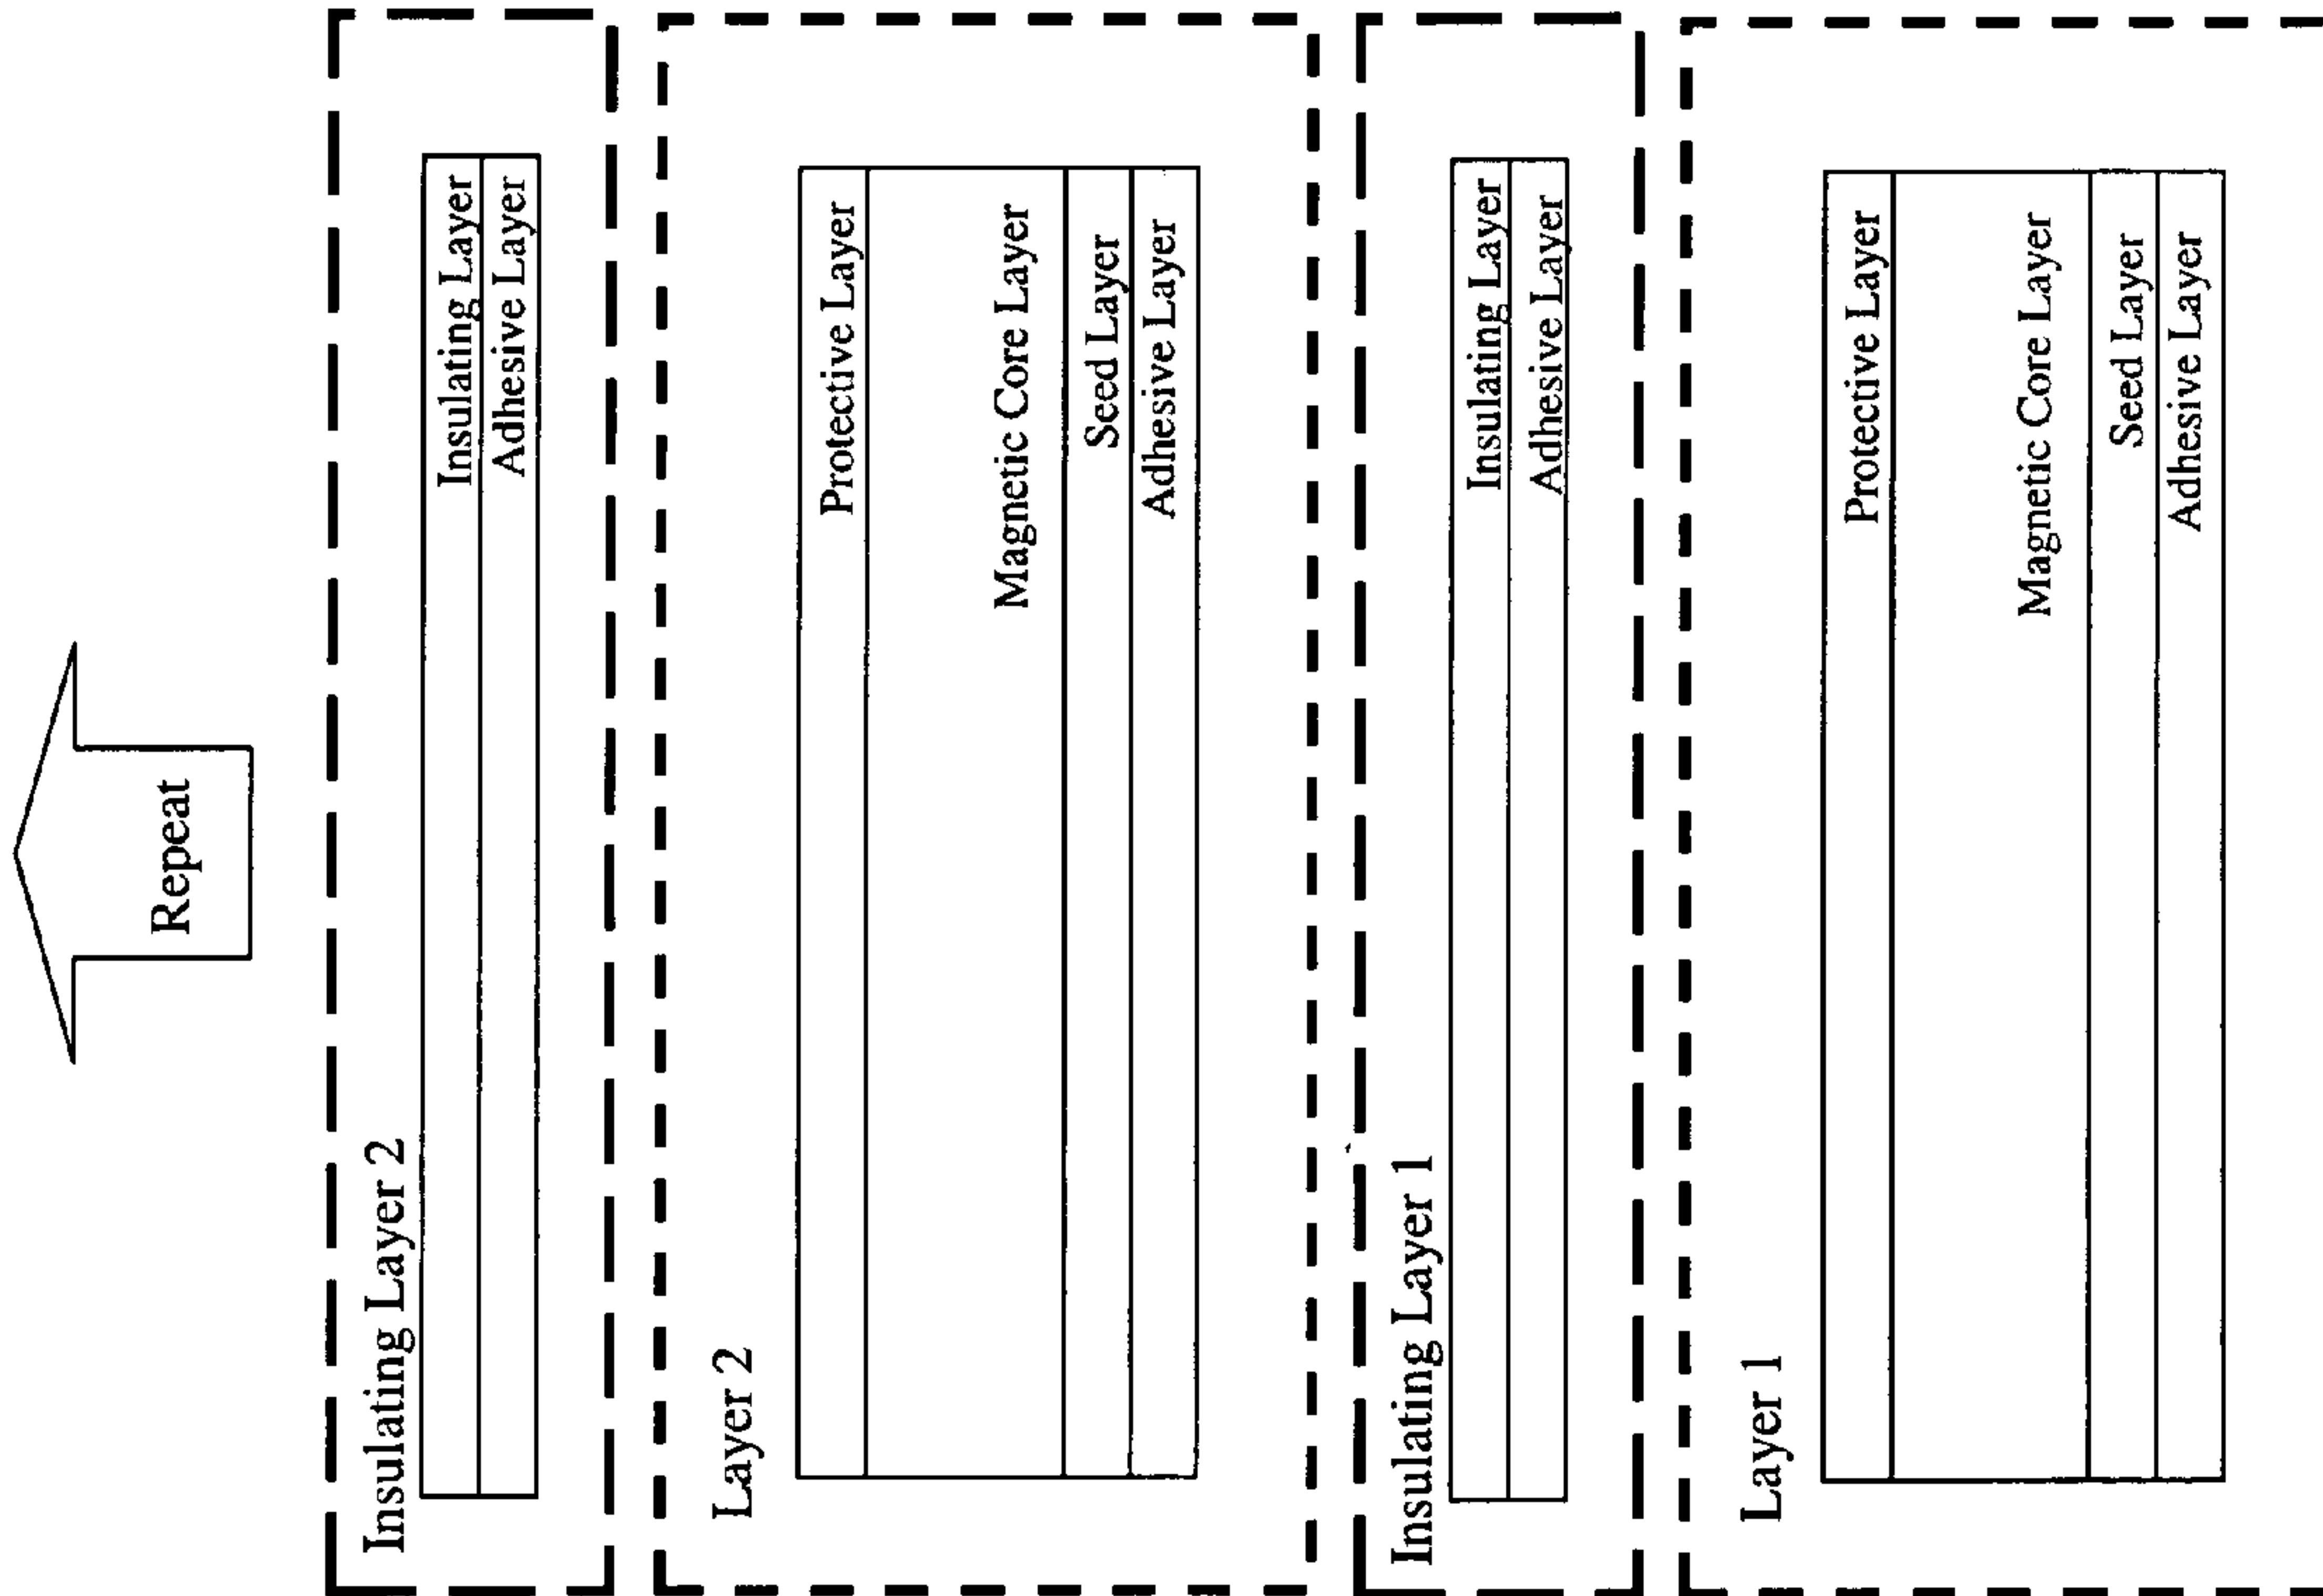 Repeat
Insulating Layer 2
Insulating Layer
Adhesive Layer
Layer 2
Protective Layer
Magnetic Core Layer
Seed Layer
Adhesive Layer
Insulating Layer 1
Insulating Layer
Adhesive Layer
Layer 1
Protective Layer
Magnetic Core Layer
Seed Layer
Adhesive Layer